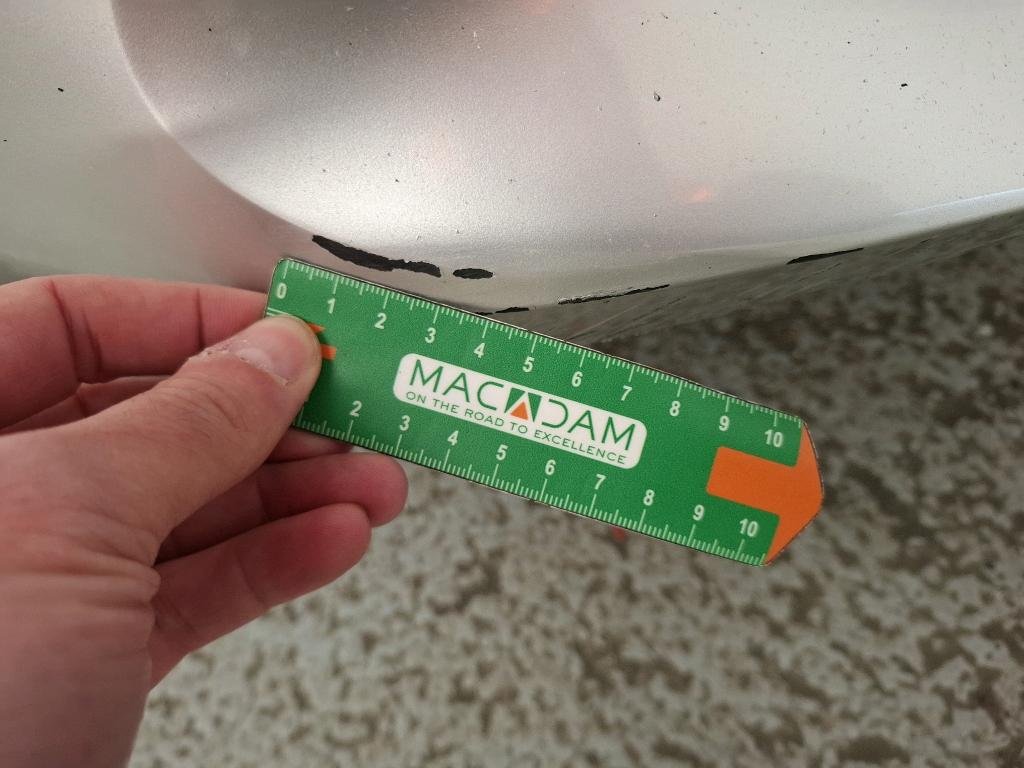 0 1 2 3 4 5 6 7 8 9 10
MACADAM
ON THE ROAD TO EXCELLENCE
2 3 4 5 6 7 8 9 10